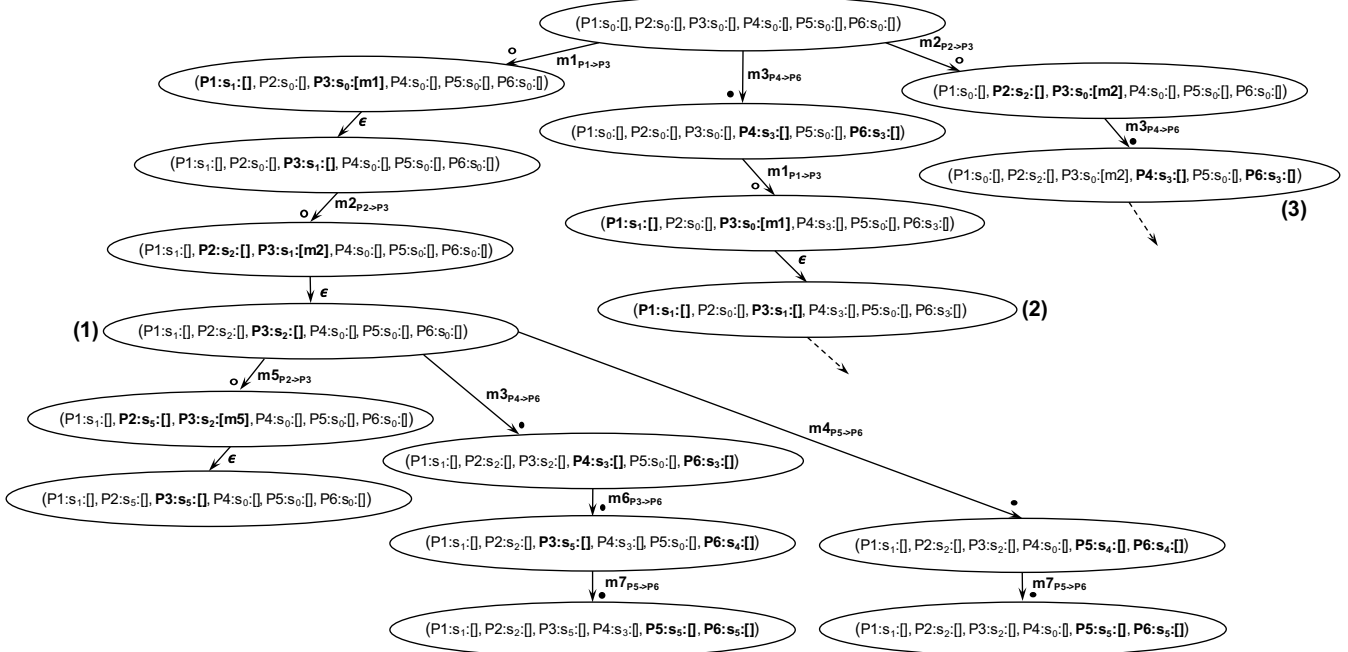 (P1:s₀:[], P2:s₀:[], P3:s₀:[], P4:s₀:[], P5:s₀:[], P6:s₀:[])
m1P1->P3
m3P4->P6
m2P2->P3
(P1:s₁:[], P2:s₀:[], P3:s₀:[m1], P4:s₀:[], P5:s₀:[], P6:s₀:[])
(P1:s₀:[], P2:s₂:[], P3:s₀:[m2], P4:s₀:[], P5:s₀:[], P6:s₀:[])
ϵ
(P1:s₀:[], P2:s₀:[], P3:s₀:[], P4:s₃:[], P5:s₀:[], P6:s₃:[])
m3P4->P6
(P1:s₁:[], P2:s₀:[], P3:s₁:[], P4:s₀:[], P5:s₀:[], P6:s₀:[])
m1P1->P3
(P1:s₀:[], P2:s₂:[], P3:s₀:[m2], P4:s₃:[], P5:s₀:[], P6:s₃:[])
(3)
m2P2->P3
(P1:s₁:[], P2:s₀:[], P3:s₀:[m1], P4:s₃:[], P5:s₀:[], P6:s₃:[])
(P1:s₁:[], P2:s₂:[], P3:s₁:[m2], P4:s₀:[], P5:s₀:[], P6:s₀:[])
ϵ
ϵ
(P1:s₁:[], P2:s₀:[], P3:s₁:[], P4:s₃:[], P5:s₀:[], P6:s₃:[])
(2)
(1)
(P1:s₁:[], P2:s₂:[], P3:s₂:[], P4:s₀:[], P5:s₀:[], P6:s₀:[])
m5P2->P3
m3P4->P6
m4P5->P6
(P1:s₁:[], P2:s₅:[], P3:s₂:[m5], P4:s₀:[], P5:s₀:[], P6:s₀:[])
ϵ
(P1:s₁:[], P2:s₂:[], P3:s₂:[], P4:s₃:[], P5:s₀:[], P6:s₃:[])
(P1:s₁:[], P2:s₅:[], P3:s₅:[], P4:s₀:[], P5:s₀:[], P6:s₀:[])
m6P3->P6
(P1:s₁:[], P2:s₂:[], P3:s₅:[], P4:s₃:[], P5:s₀:[], P6:s₄:[])
(P1:s₁:[], P2:s₂:[], P3:s₂:[], P4:s₀:[], P5:s₄:[], P6:s₄:[])
m7P5->P6
m7P5->P6
(P1:s₁:[], P2:s₂:[], P3:s₅:[], P4:s₃:[], P5:s₅:[], P6:s₅:[])
(P1:s₁:[], P2:s₂:[], P3:s₂:[], P4:s₀:[], P5:s₅:[], P6:s₅:[])